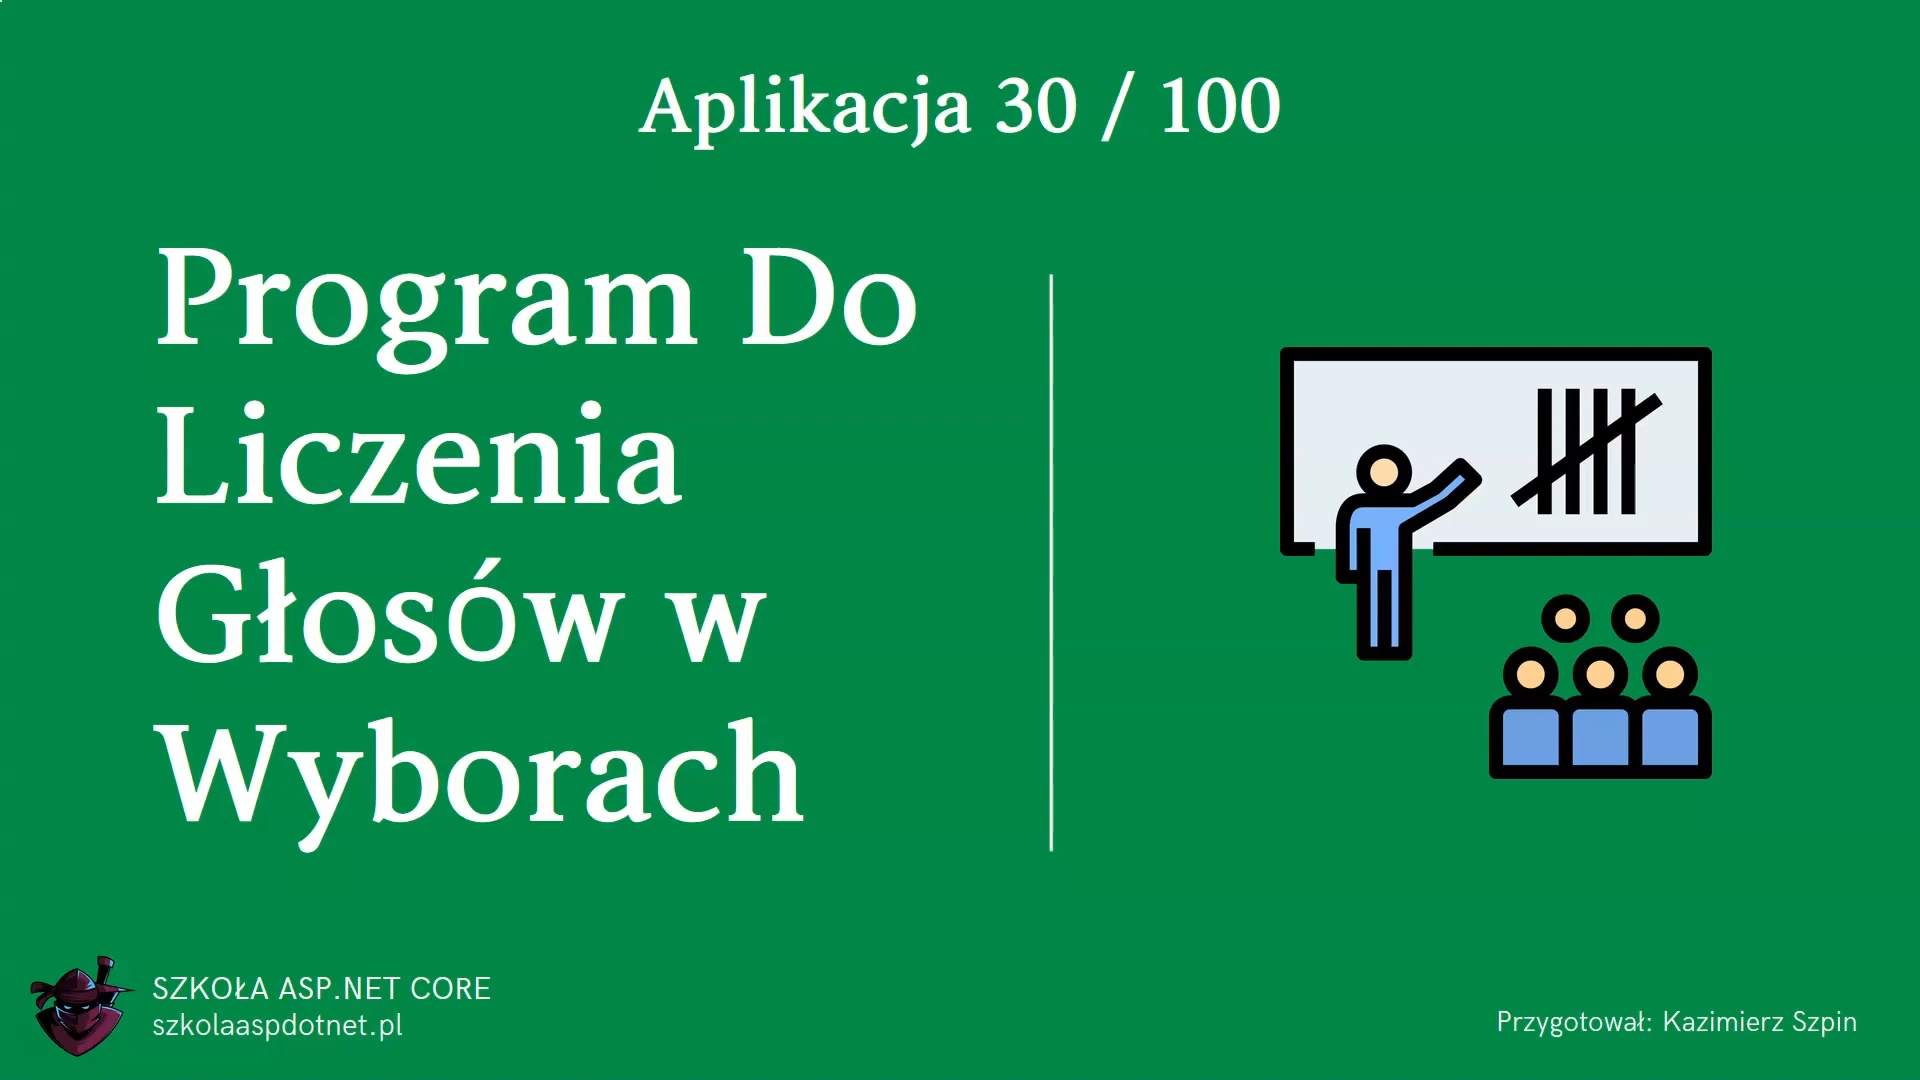 Aplikacja 30 / 100
Program Do
Liczenia
Głosów w
Wyborach
SZKOŁA ASP.NET CORE
szkolaaspdotnet.pl
Przygotował: Kazimierz Szpin